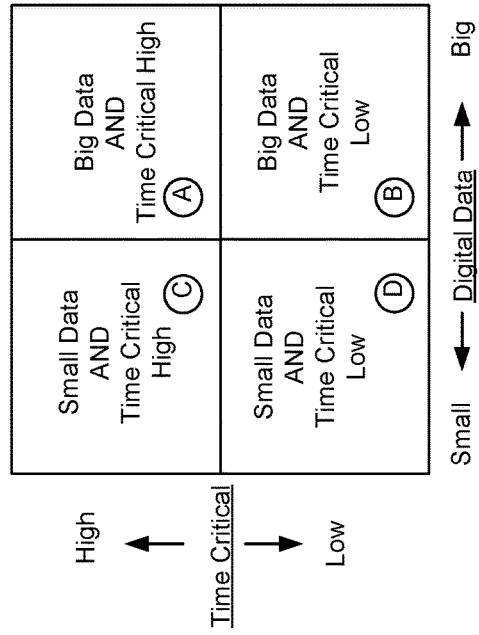 High
Time Critical
Low
Small Data
AND
Time Critical
High
C
Big Data
AND
Time Critical High
A
Small Data
AND
Time Critical
Low
D
Big Data
AND
Time Critical
Low
B
Small
Digital Data
Big